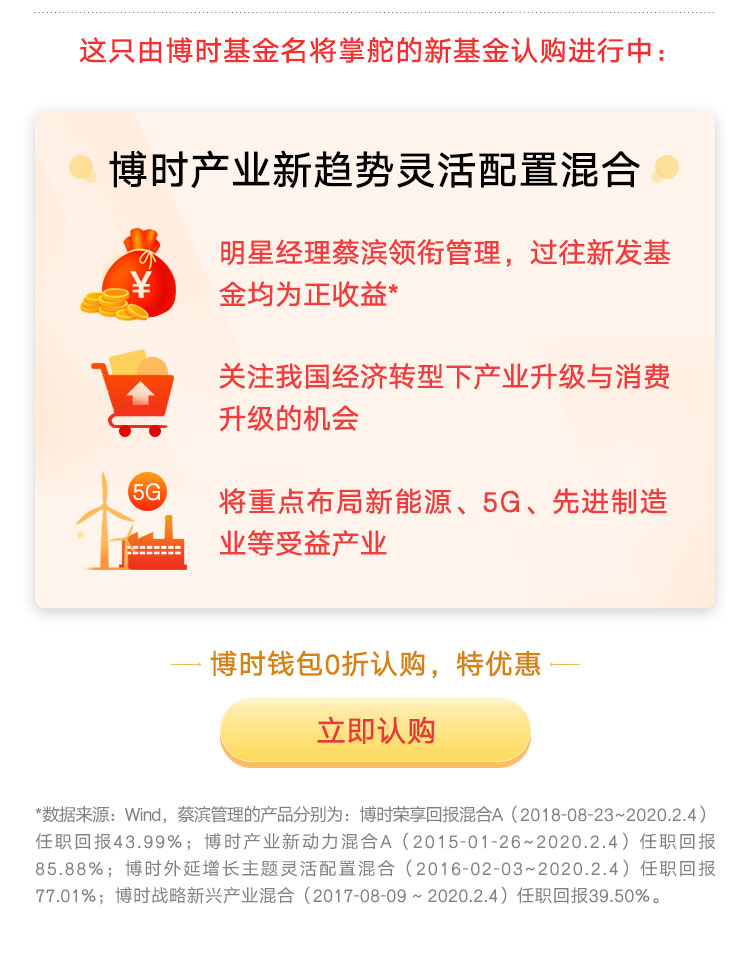 这只由博时基金名将掌舵的新基金认购进行中：
博时产业新趋势灵活配置混合
¥
明星经理蔡滨领衔管理，过往新发基
金均为正收益*
关注我国经济转型下产业升级与消费
升级的机会
5G
将重点布局新能源、5G、先进制造
业等受益产业
博时钱包0折认购，特优惠
立即认购
*数据来源：Wind，蔡滨管理的产品分别为：博时荣享回报混合A（2018-08-23~2020.2.4）
任职回报43.99%；博时产业新动力混合A（2015-01-26~2020.2.4）任职回报
85.88%；博时外延增长主题灵活配置混合（2016-02-03~2020.2.4）任职回报
77.01%；博时战略新兴产业混合（2017-08-09 ~ 2020.2.4）任职回报39.50%。